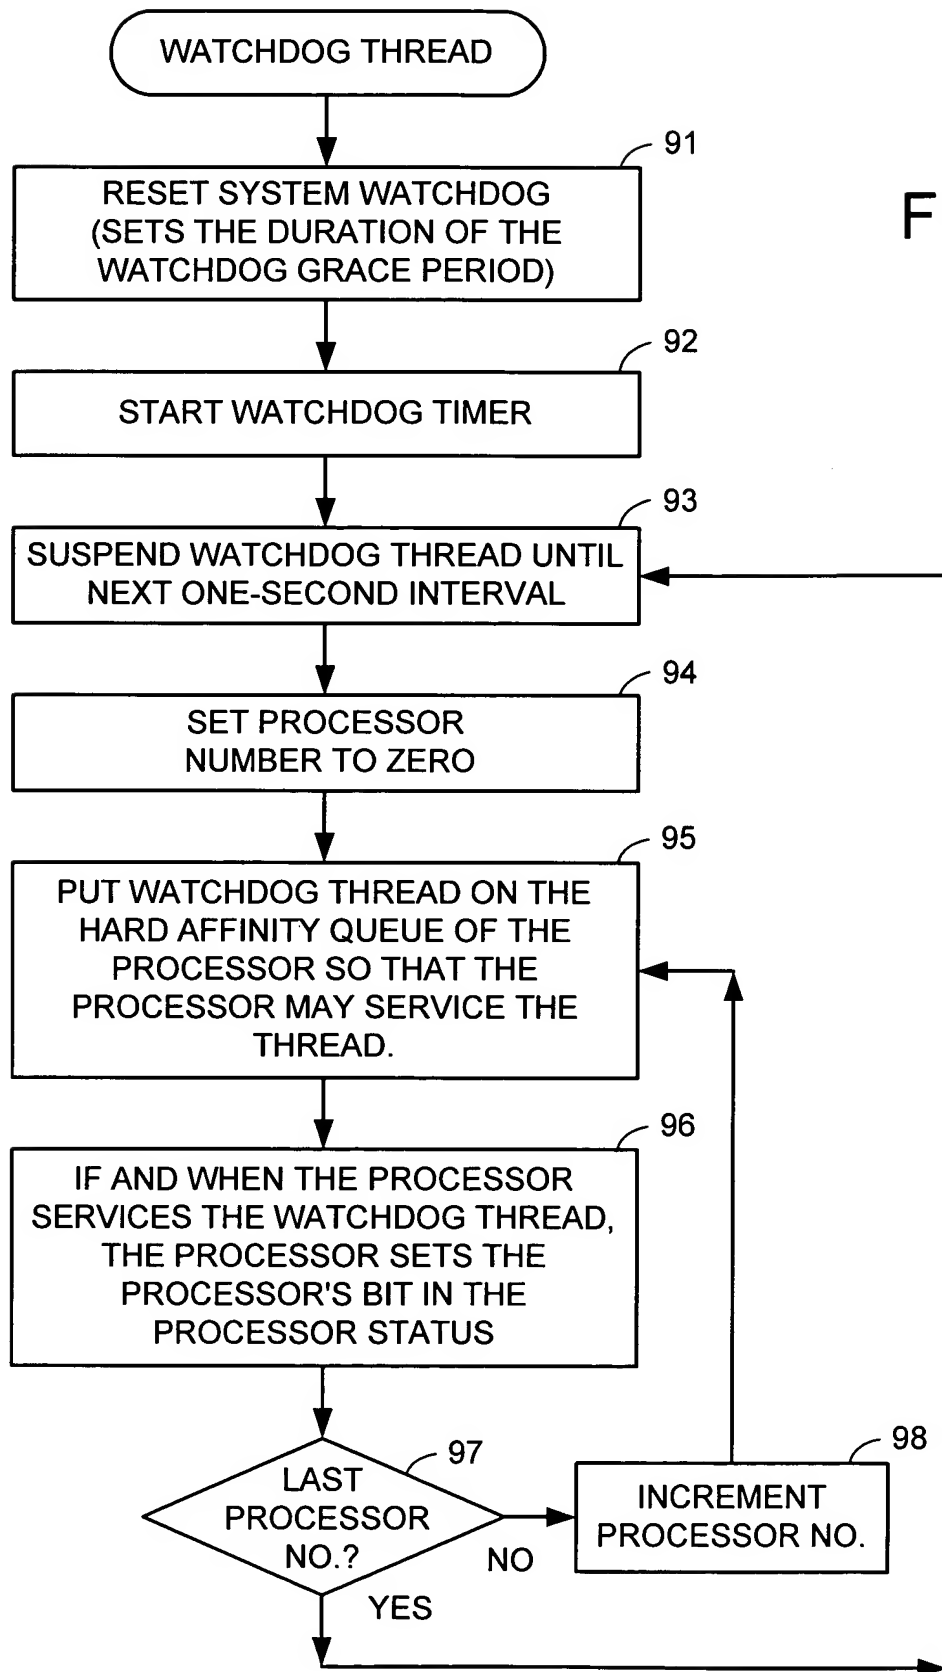 WATCHDOG THREAD
91
RESET SYSTEM WATCHDOG
(SETS THE DURATION OF THE
WATCHDOG GRACE PERIOD)
F
92
START WATCHDOG TIMER
93
SUSPEND WATCHDOG THREAD UNTIL
NEXT ONE-SECOND INTERVAL
94
SET PROCESSOR
NUMBER TO ZERO
95
PUT WATCHDOG THREAD ON THE
HARD AFFINITY QUEUE OF THE
PROCESSOR SO THAT THE
PROCESSOR MAY SERVICE THE
THREAD.
96
IF AND WHEN THE PROCESSOR
SERVICES THE WATCHDOG THREAD,
THE PROCESSOR SETS THE
PROCESSOR'S BIT IN THE
PROCESSOR STATUS
97
LAST
PROCESSOR
NO.?
NO
98
INCREMENT
PROCESSOR NO.
YES